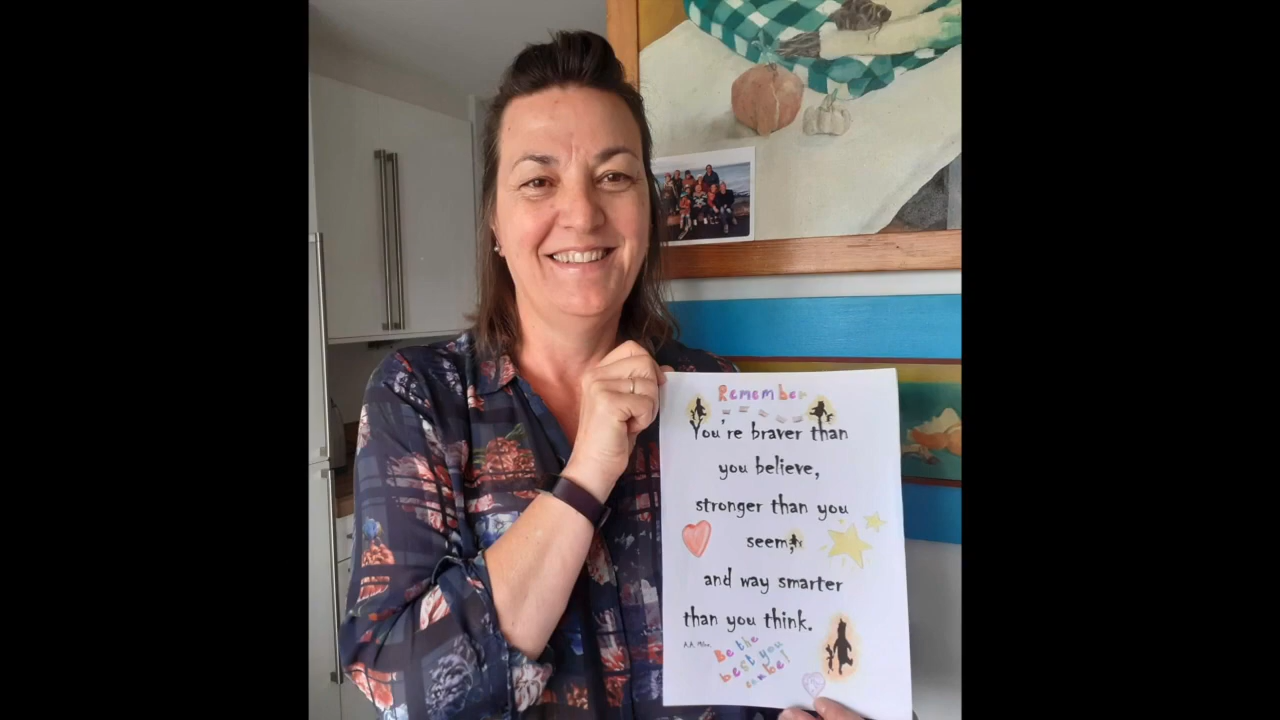 Remember
You're braver than
you believe,
stronger than you
seem,
and way smarter
than you think.
A.A. Milne
Be the
best you
can be!